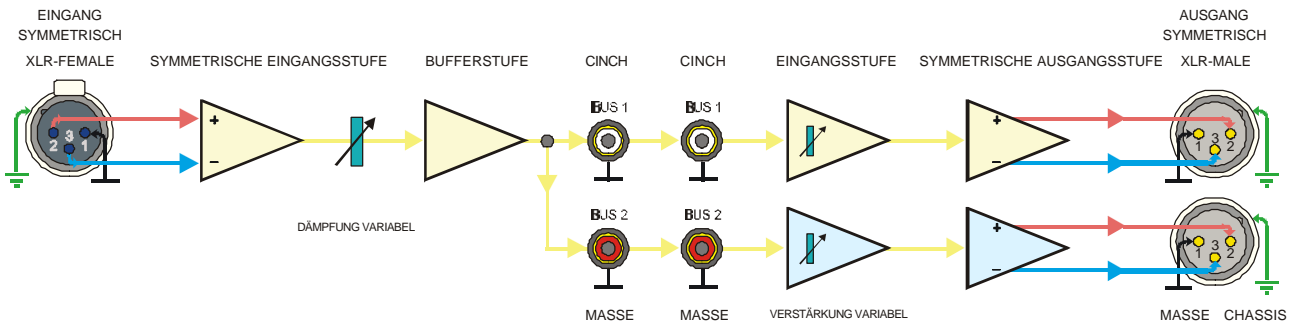 EINGANG
SYMMETRISCH
XLR-FEMALE
SYMMETRISCHE EINGANGSSTUFE
BUFFERSTUFE
CINCH
CINCH
EINGANGSSTUFE
SYMMETRISCHE AUSGANGSSTUFE
AUSGANG
SYMMETRISCH
XLR-MALE
3
2
1
+
−
BUS 1
BUS 1
+
−
3
1
2
DÄMPFUNG VARIABEL
BUS 2
BUS 2
+
−
3
1
2
MASSE
MASSE
VERSTÄRKUNG VARIABEL
MASSE
CHASSIS